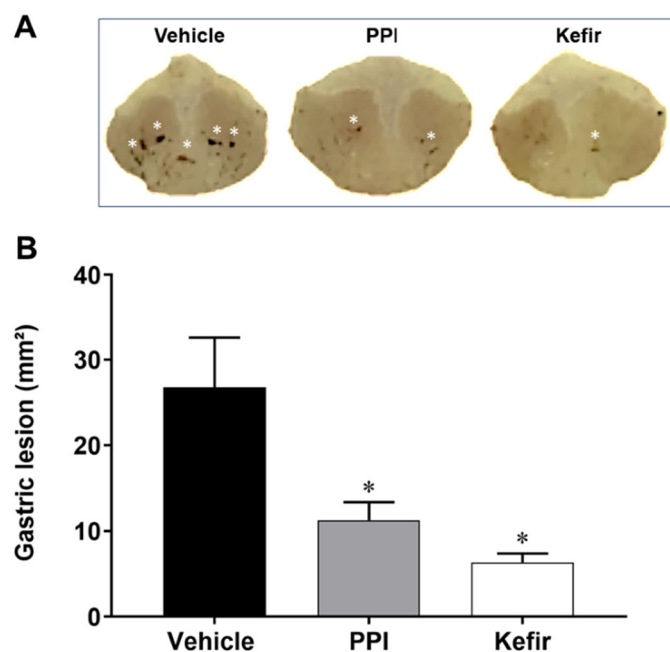 A
Vehicle PPI Kefir
* * * * *
* *
*
B
Gastric lesion (mm²)
40
30
20
10
0
* *
Vehicle PPI Kefir